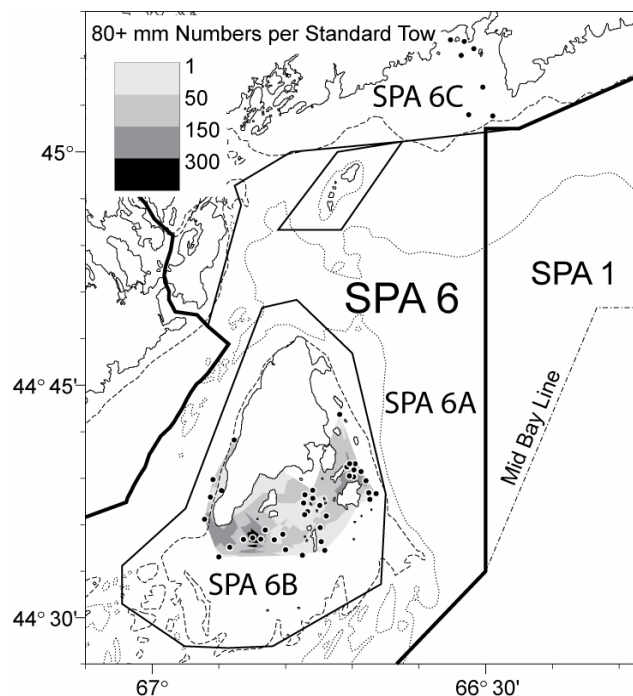 80+ mm Numbers per Standard Tow
1
50
150
300
SPA 6C
45°
SPA 1
SPA 6
44° 45'
SPA 6A
Mid Bay Line
SPA 6B
44° 30'
67°
66° 30'